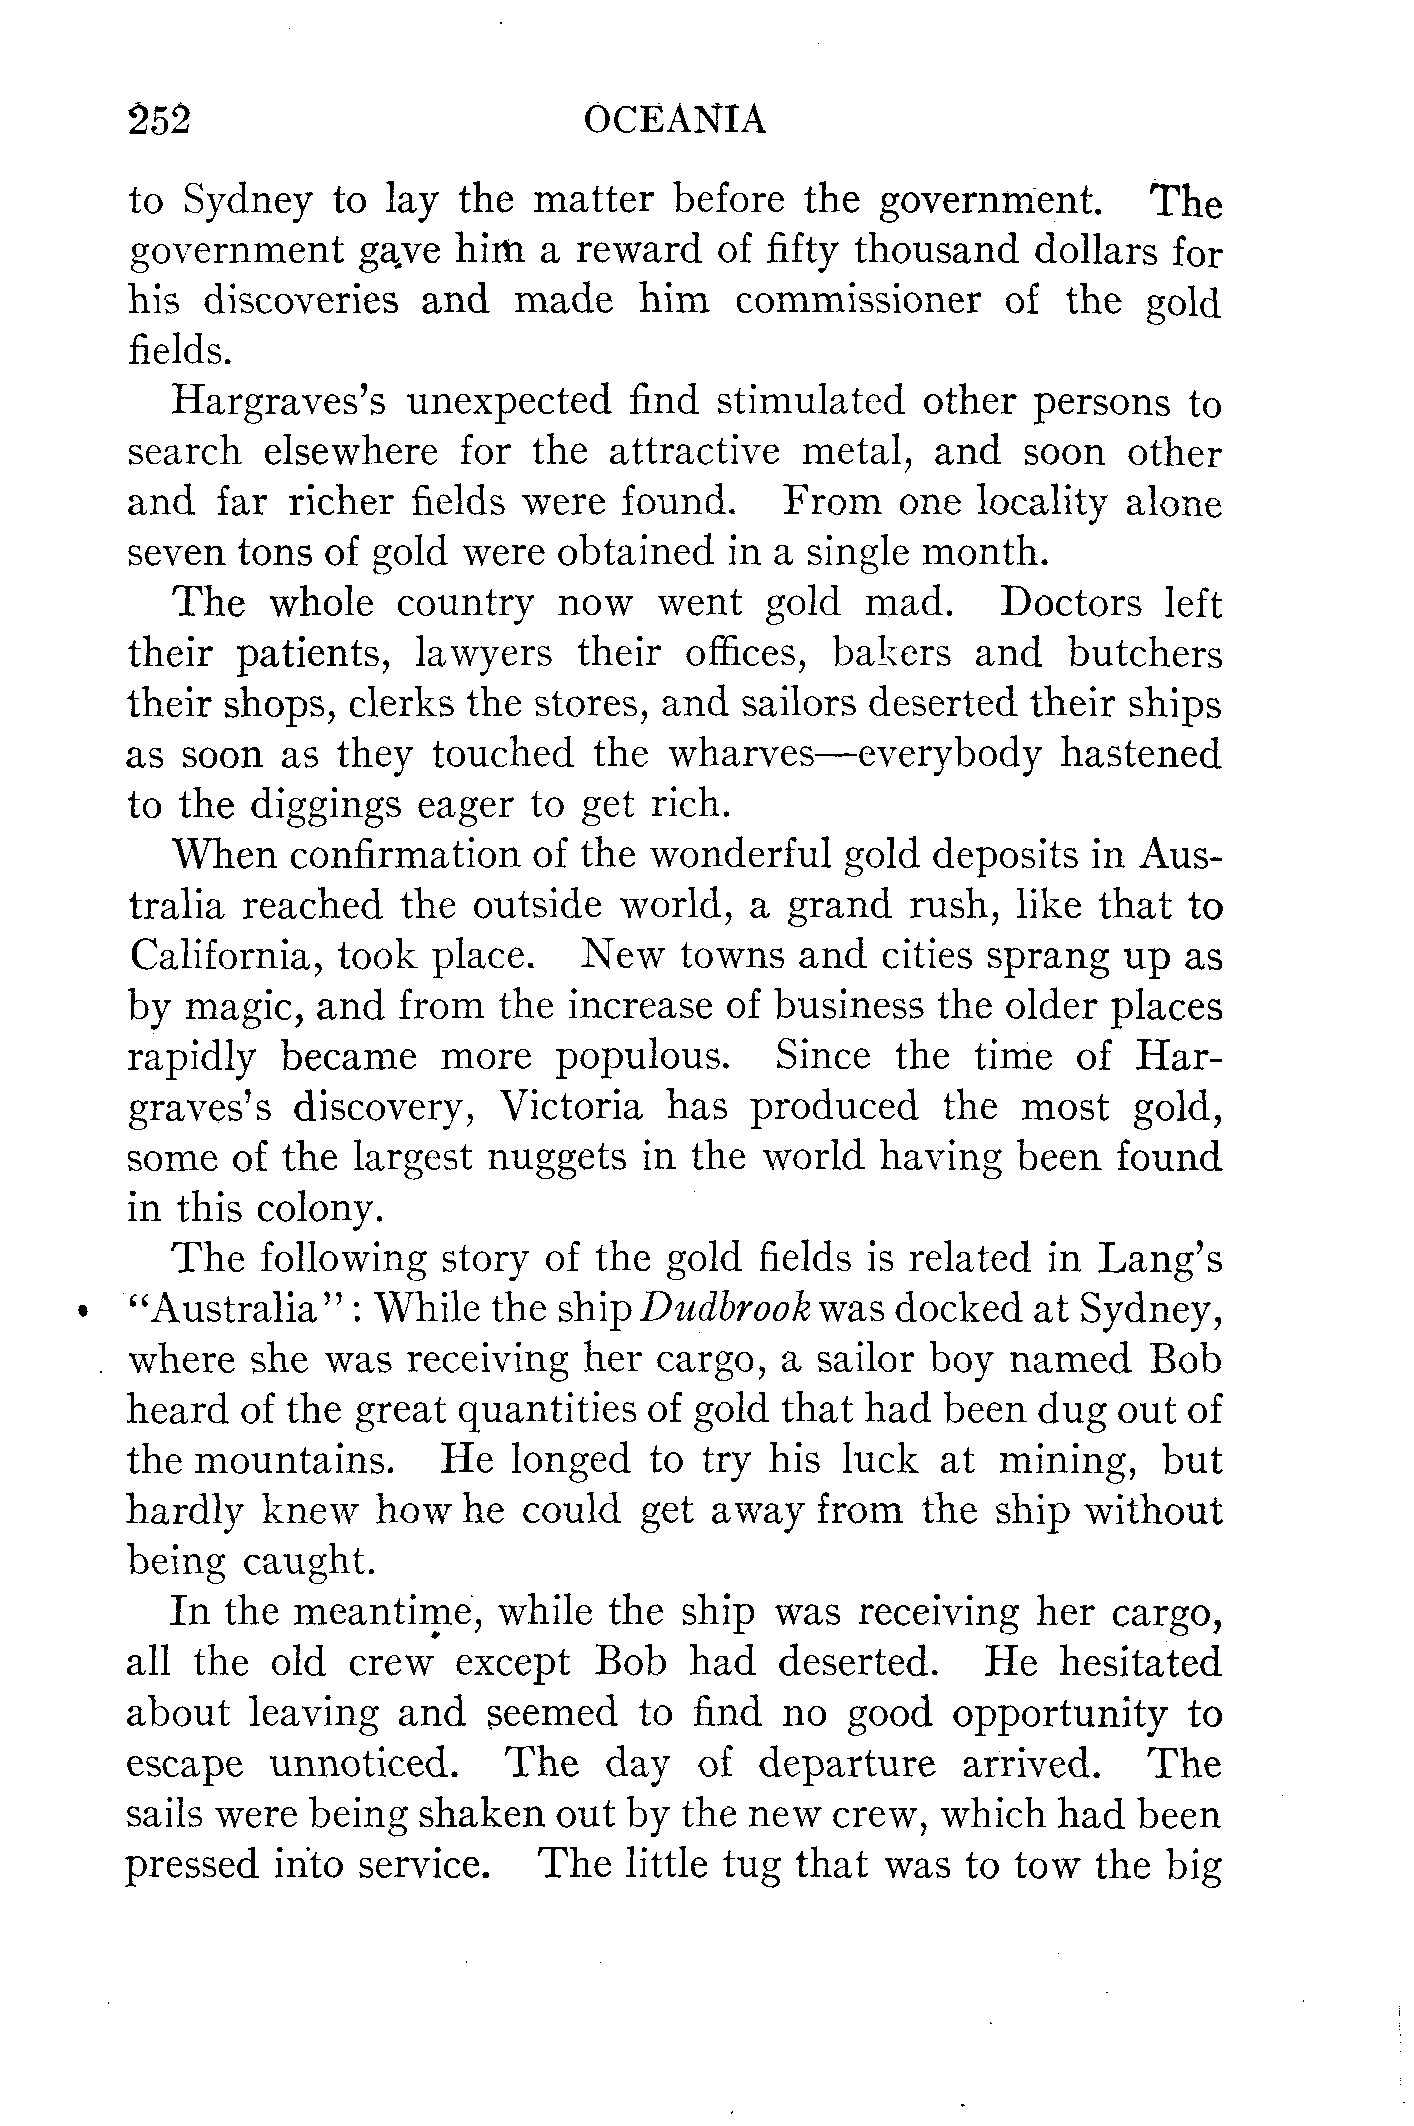 252 OCEANIA
to Sydney to lay the matter before the government. The
government gave him a reward of fifty thousand dollars for
his discoveries and made him commissioner of the gold
fields.
Hargraves's unexpected find stimulated other persons to
search elsewhere for the attractive metal, and soon other
and far richer fields were found. From one locality alone
seven tons of gold were obtained in a single month.
The whole country now went gold mad. Doctors left
their patients, lawyers their offices, bakers and butchers
their shops, clerks the stores, and sailors deserted their ships
as soon as they touched the wharves—everybody hastened
to the diggings eager to get rich.
When confirmation of the wonderful gold deposits in Aus-
tralia reached the outside world, a grand rush, like that to
California, took place. New towns and cities sprang up as
by magic, and from the increase of business the older places
rapidly became more populous. Since the time of Har-
graves's discovery, Victoria has produced the most gold,
some of the largest nuggets in the world having been found
in this colony.
The following story of the gold fields is related in Lang's
“Australia”: While the ship Dudbrook was docked at Sydney,
where she was receiving her cargo, a sailor boy named Bob
heard of the great quantities of gold that had been dug out of
the mountains. He longed to try his luck at mining, but
hardly knew how he could get away from the ship without
being caught.
In the meantime, while the ship was receiving her cargo,
all the old crew except Bob had deserted. He hesitated
about leaving and seemed to find no good opportunity to
escape unnoticed. The day of departure arrived. The
sails were being shaken out by the new crew, which had been
pressed into service. The little tug that was to tow the big